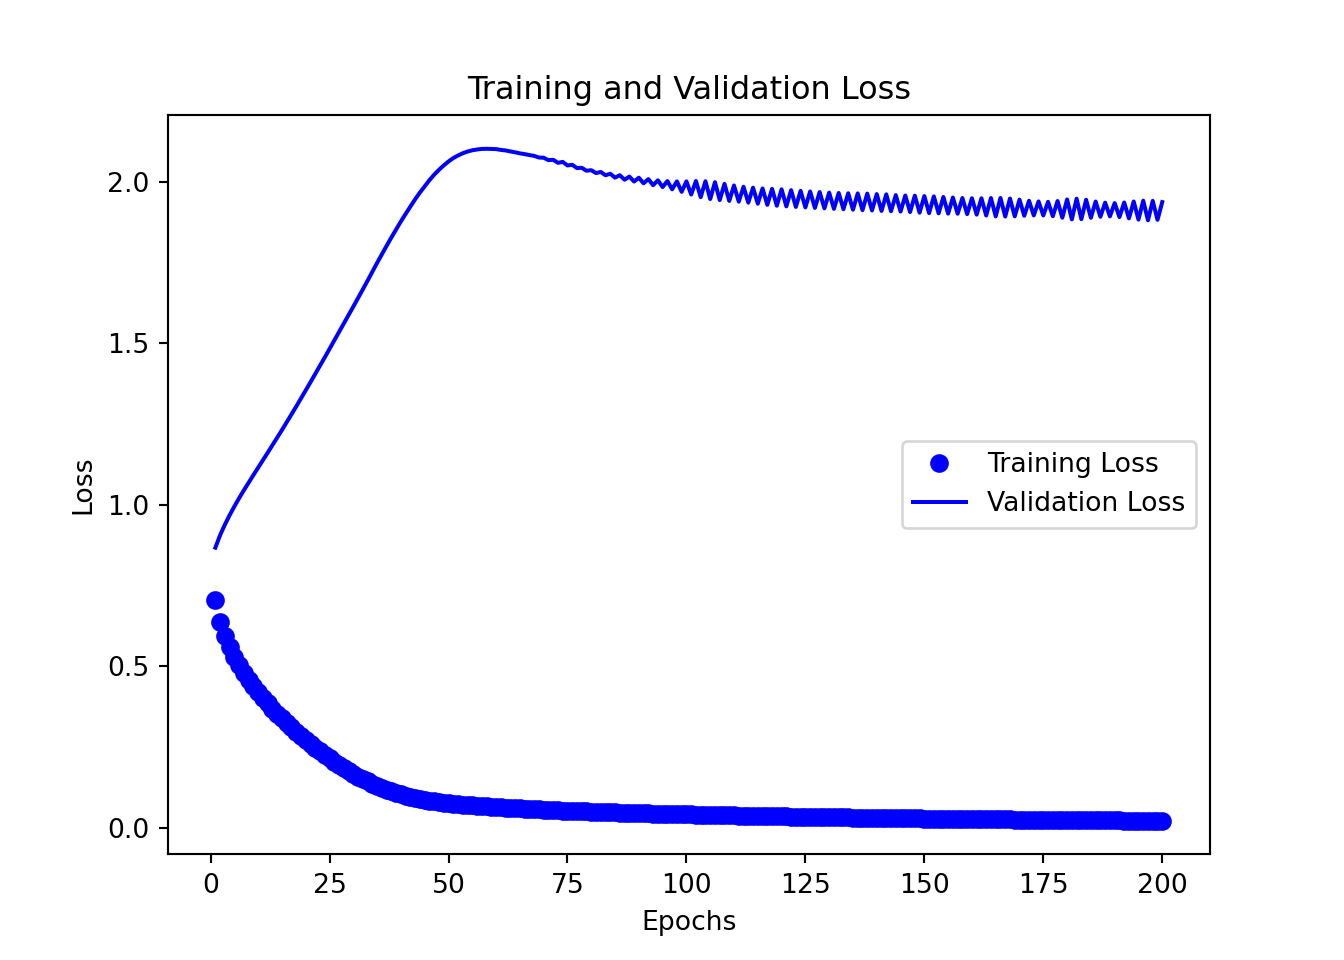 Training and Validation Loss
2.0
1.5
1.0
0.5
0.0
Loss
Training Loss
Validation Loss
0 25 50 75 100 125 150 175 200
Epochs